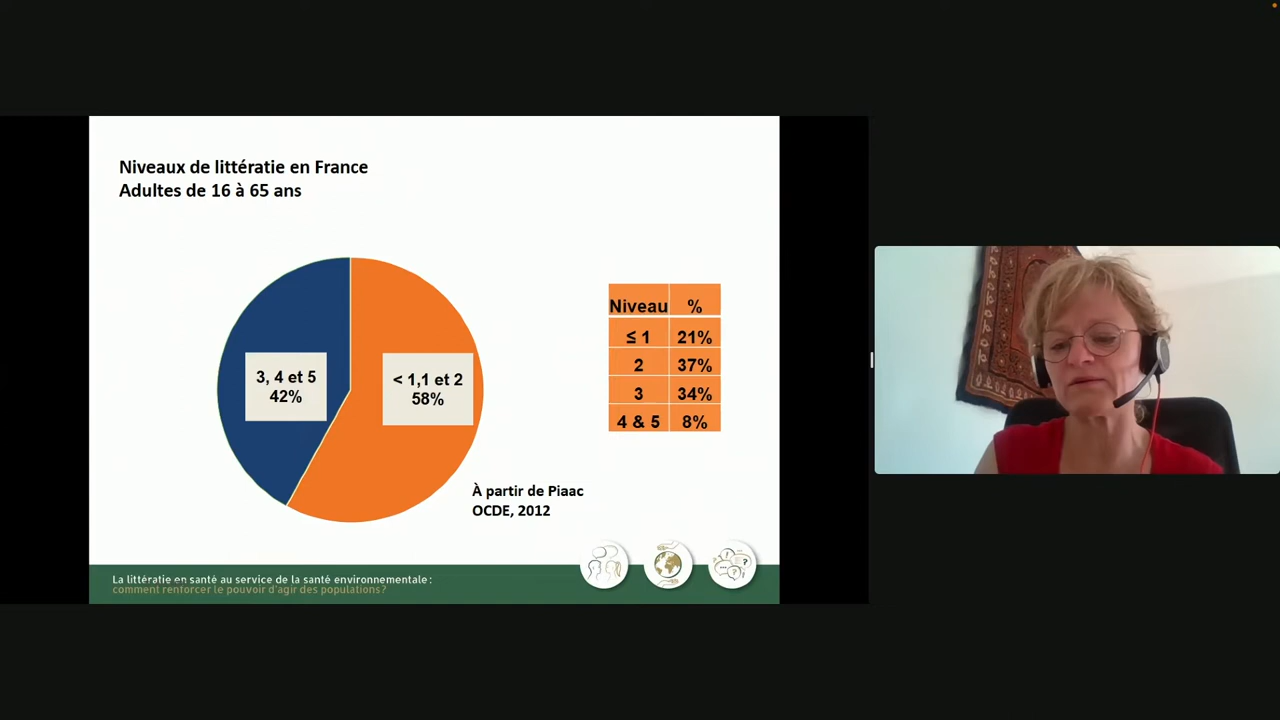 Niveaux de littératie en France
Adultes de 16 à 65 ans
3, 4 et 5
42%
< 1,1 et 2
58%
Niveau %
≤ 1 21%
2 37%
3 34%
4 & 5 8%
À partir de Piaac
OCDE, 2012
La littératie en santé au service de la santé environnementale :
comment renforcer le pouvoir d'agir des populations?